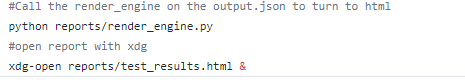 #Call the render_engine on the output.json to turn to html
python reports/render_engine.py
#open report with xdg
xdg-open reports/test_results.html &